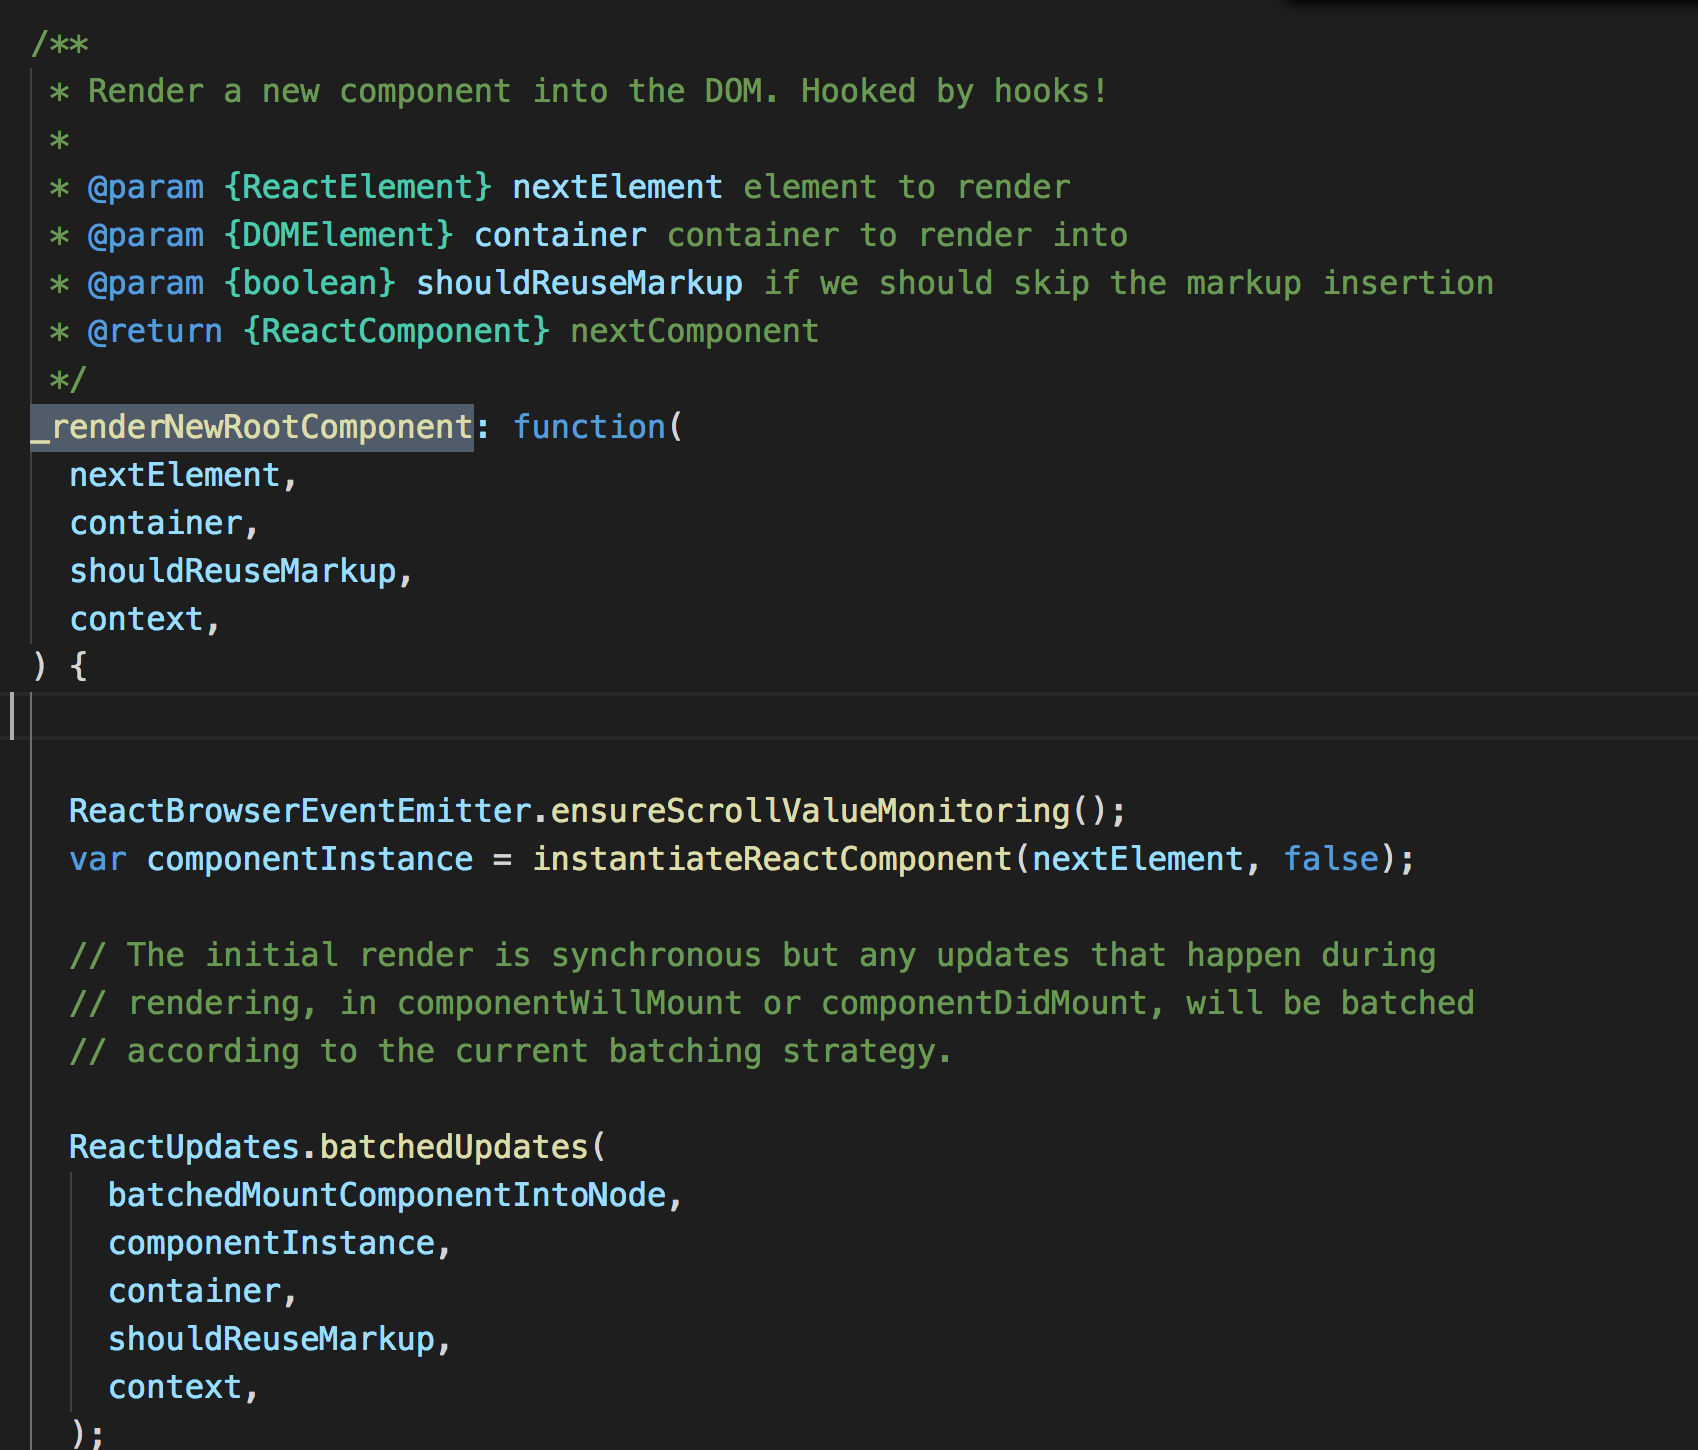 /**
 * Render a new component into the DOM. Hooked by hooks!
 *
 * @param {ReactElement} nextElement element to render
 * @param {DOMElement} container container to render into
 * @param {boolean} shouldReuseMarkup if we should skip the markup insertion
 * @return {ReactComponent} nextComponent
 */
_renderNewRootComponent: function(
  nextElement,
  container,
  shouldReuseMarkup,
  context,
) {
  ReactBrowserEventEmitter.ensureScrollValueMonitoring();
  var componentInstance = instantiateReactComponent(nextElement, false);
  // The initial render is synchronous but any updates that happen during
  // rendering, in componentWillMount or componentDidMount, will be batched
  // according to the current batching strategy.
  ReactUpdates.batchedUpdates(
    batchedMountComponentIntoNode,
    componentInstance,
    container,
    shouldReuseMarkup,
    context,
  );